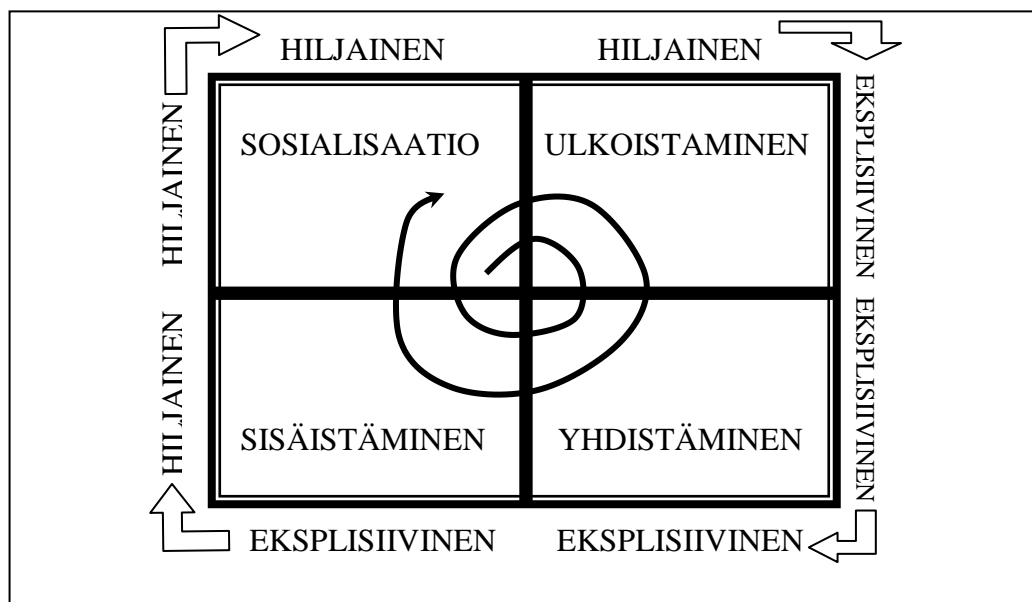 HILJAINEN HILJAINEN
HILJAINEN
EKSPLISIIVINEN
SOSIALISAATIO ULKOISTAMINEN
HILJAINEN
EKSPLISIIVINEN
SISÄISTÄMINEN YHDISTÄMINEN
EKSPLISIIVINEN EKSPLISIIVINEN